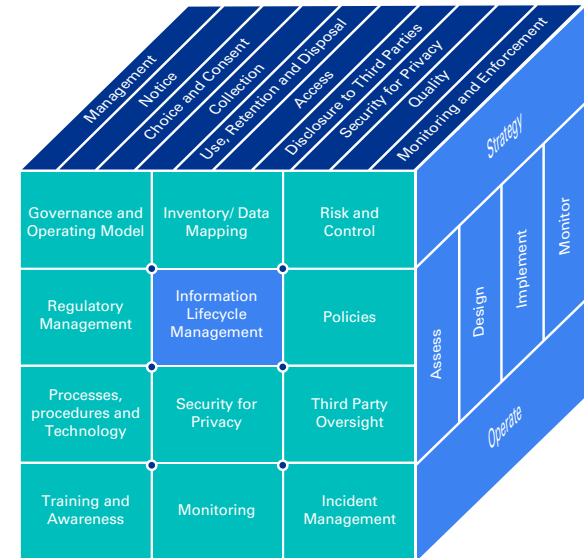 Management
Notice
Choice and Consent
Collection
Use, Retention and Disposal
Access
Disclosure to Third Parties
Security for Privacy
Quality
Monitoring and Enforcement
Strategy
Governance and
Operating Model
Inventory/ Data
Mapping
Risk and
Control
Regulatory
Management
Information
Lifecycle
Management
Policies
Processes,
procedures and
Technology
Security for
Privacy
Third Party
Oversight
Training and
Awareness
Monitoring
Incident
Management
Assess
Design
Implement
Monitor
Operate